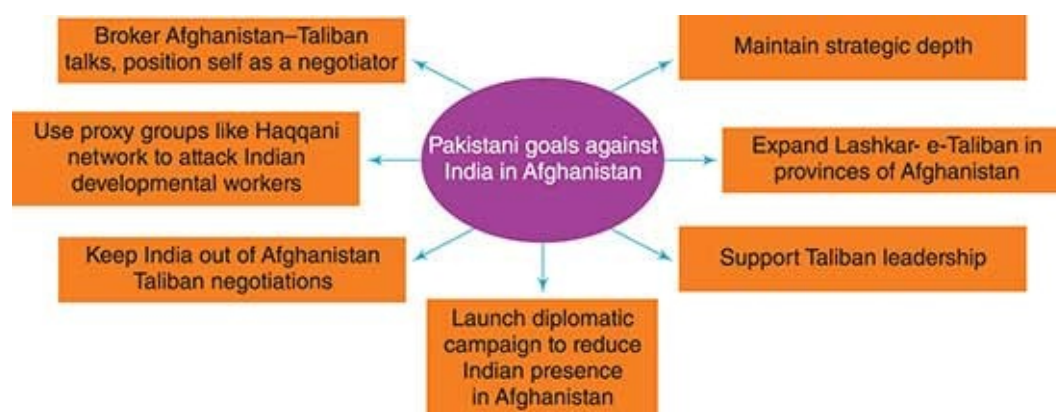 Broker Afghanistan–Taliban
talks, position self as a negotiator
Maintain strategic depth
Use proxy groups like Haqqani
network to attack Indian
developmental workers
Pakistani goals against
India in Afghanistan
Expand Lashkar- e-Taliban in
provinces of Afghanistan
Keep India out of Afghanistan
Taliban negotiations
Support Taliban leadership
Launch diplomatic
campaign to reduce
Indian presence
in Afghanistan